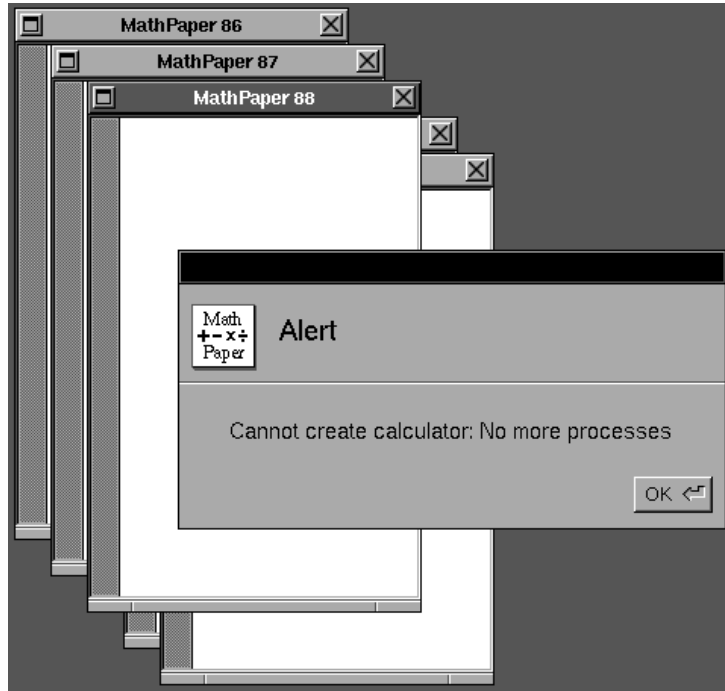 MathPaper 86
MathPaper 87
MathPaper 88
Math
+-×÷
Paper
Alert
Cannot create calculator: No more processes
OK